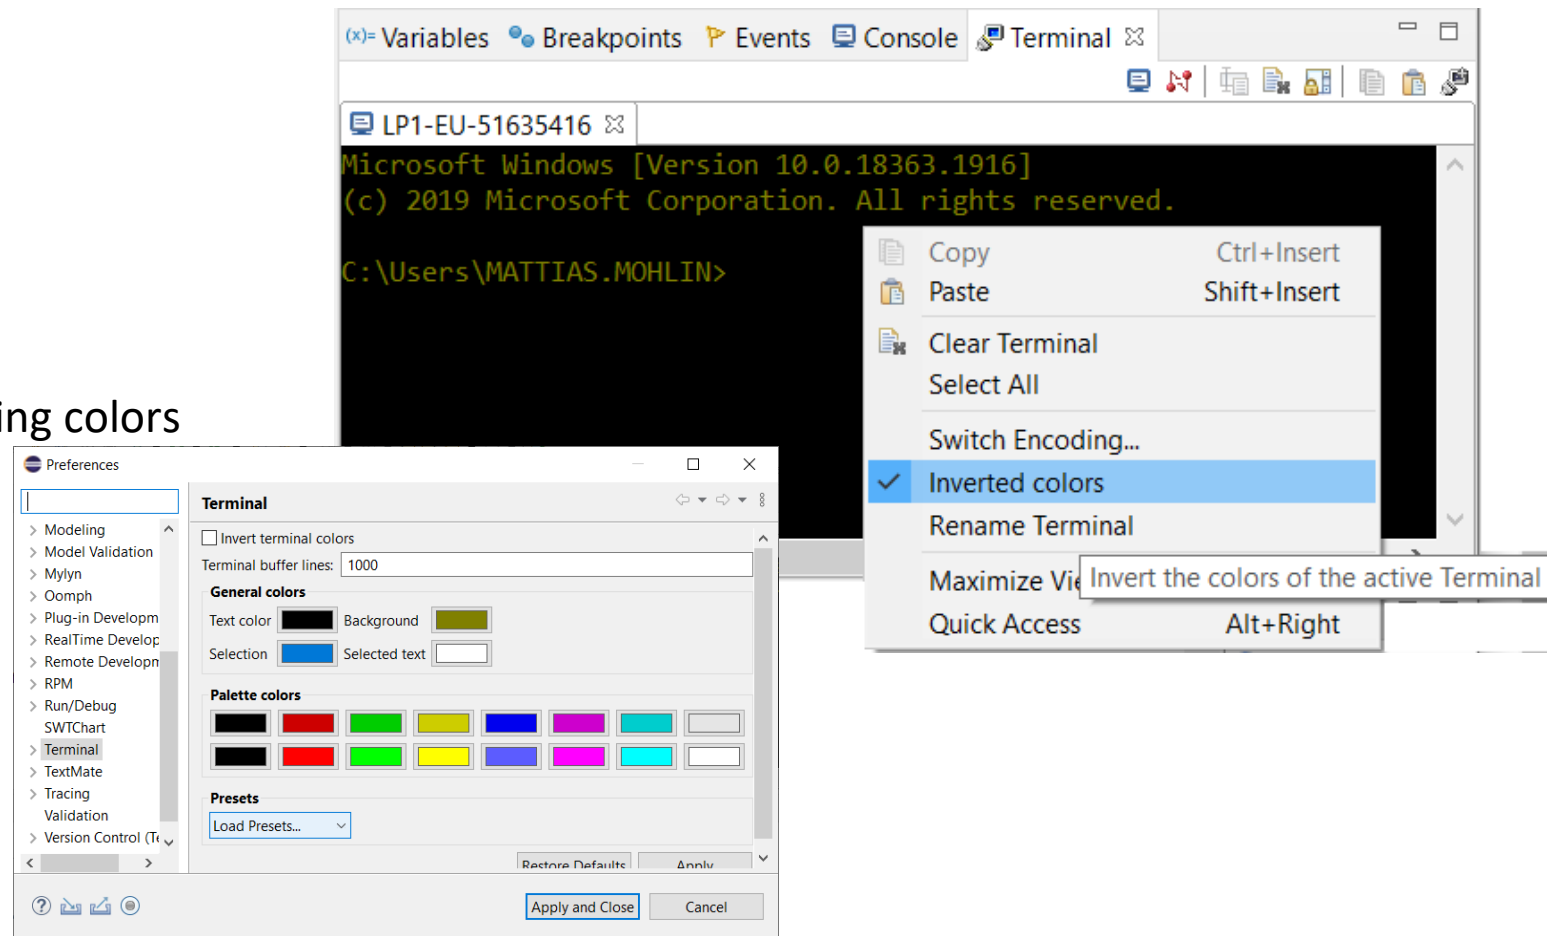 (x)= Variables Breakpoints Events Console Terminal
LP1-EU-51635416
Microsoft Windows [Version 10.0.18363.1916]
(c) 2019 Microsoft Corporation. All rights reserved.
C:\Users\MATTIAS.MOHLIN>
Copy Ctrl+Insert
Paste Shift+Insert
Clear Terminal
Select All
Switch Encoding...
Inverted colors
Rename Terminal
Maximize Vie
Invert the colors of the active Terminal
Quick Access Alt+Right
ing colors
Preferences
Modeling
Model Validation
Mylyn
Oomph
Plug-in Developm
RealTime Develop
Remote Developm
RPM
Run/Debug
SWTChart
Terminal
TextMate
Tracing
Validation
Version Control (Te
Terminal
Invert terminal colors
Terminal buffer lines: 1000
General colors
Text color Background
Selection Selected text
Palette colors
Presets
Load Presets...
Restore Defaults Apply
Apply and Close Cancel